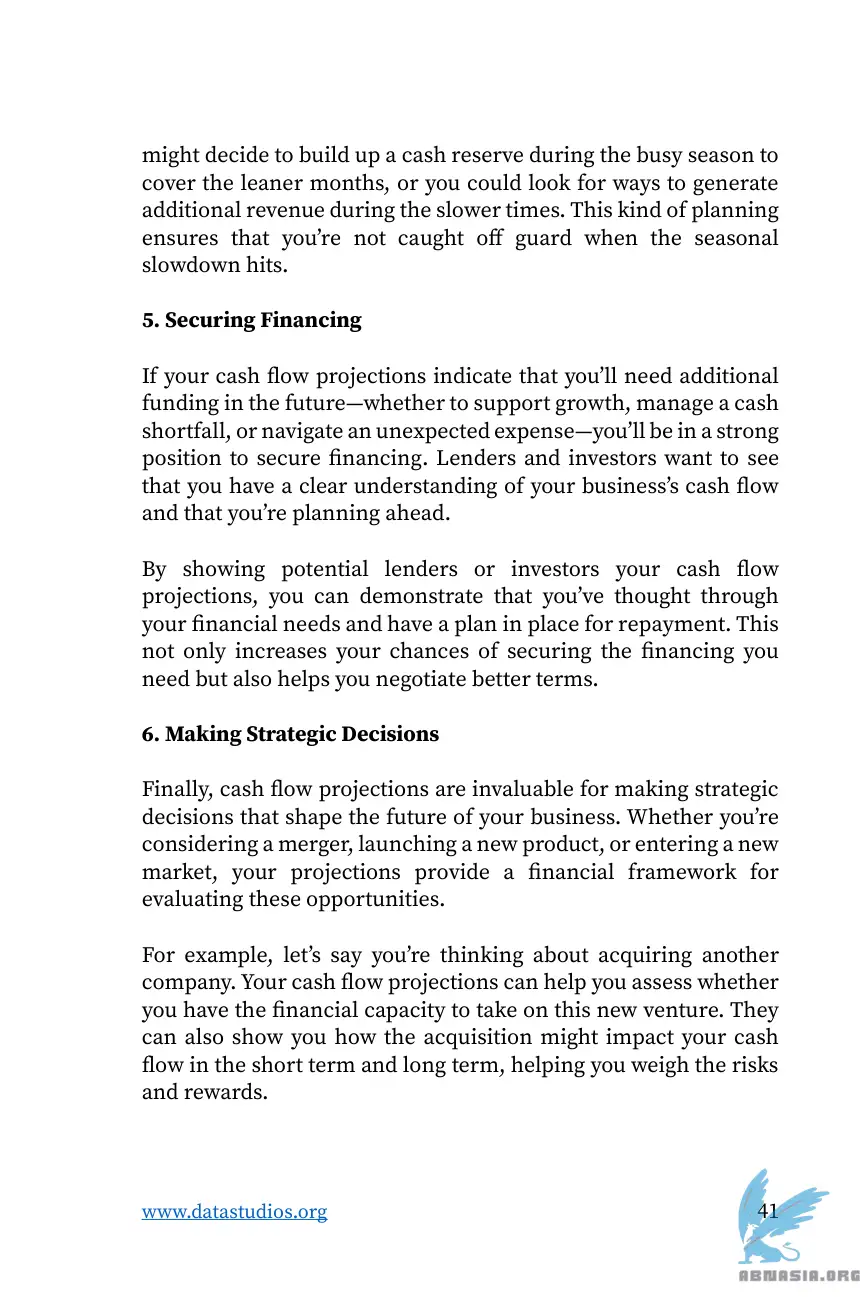 might decide to build up a cash reserve during the busy season to
cover the leaner months, or you could look for ways to generate
additional revenue during the slower times. This kind of planning
ensures that you’re not caught off guard when the seasonal
slowdown hits.
5. Securing Financing
If your cash flow projections indicate that you’ll need additional
funding in the future—whether to support growth, manage a cash
shortfall, or navigate an unexpected expense—you’ll be in a strong
position to secure financing. Lenders and investors want to see
that you have a clear understanding of your business’s cash flow
and that you’re planning ahead.
By showing potential lenders or investors your cash flow
projections, you can demonstrate that you’ve thought through
your financial needs and have a plan in place for repayment. This
not only increases your chances of securing the financing you
need but also helps you negotiate better terms.
6. Making Strategic Decisions
Finally, cash flow projections are invaluable for making strategic
decisions that shape the future of your business. Whether you’re
considering a merger, launching a new product, or entering a new
market, your projections provide a financial framework for
evaluating these opportunities.
For example, let’s say you’re thinking about acquiring another
company. Your cash flow projections can help you assess whether
you have the financial capacity to take on this new venture. They
can also show you how the acquisition might impact your cash
flow in the short term and long term, helping you weigh the risks
and rewards.
www.datastudios.org 41
ABNASIA.ORG